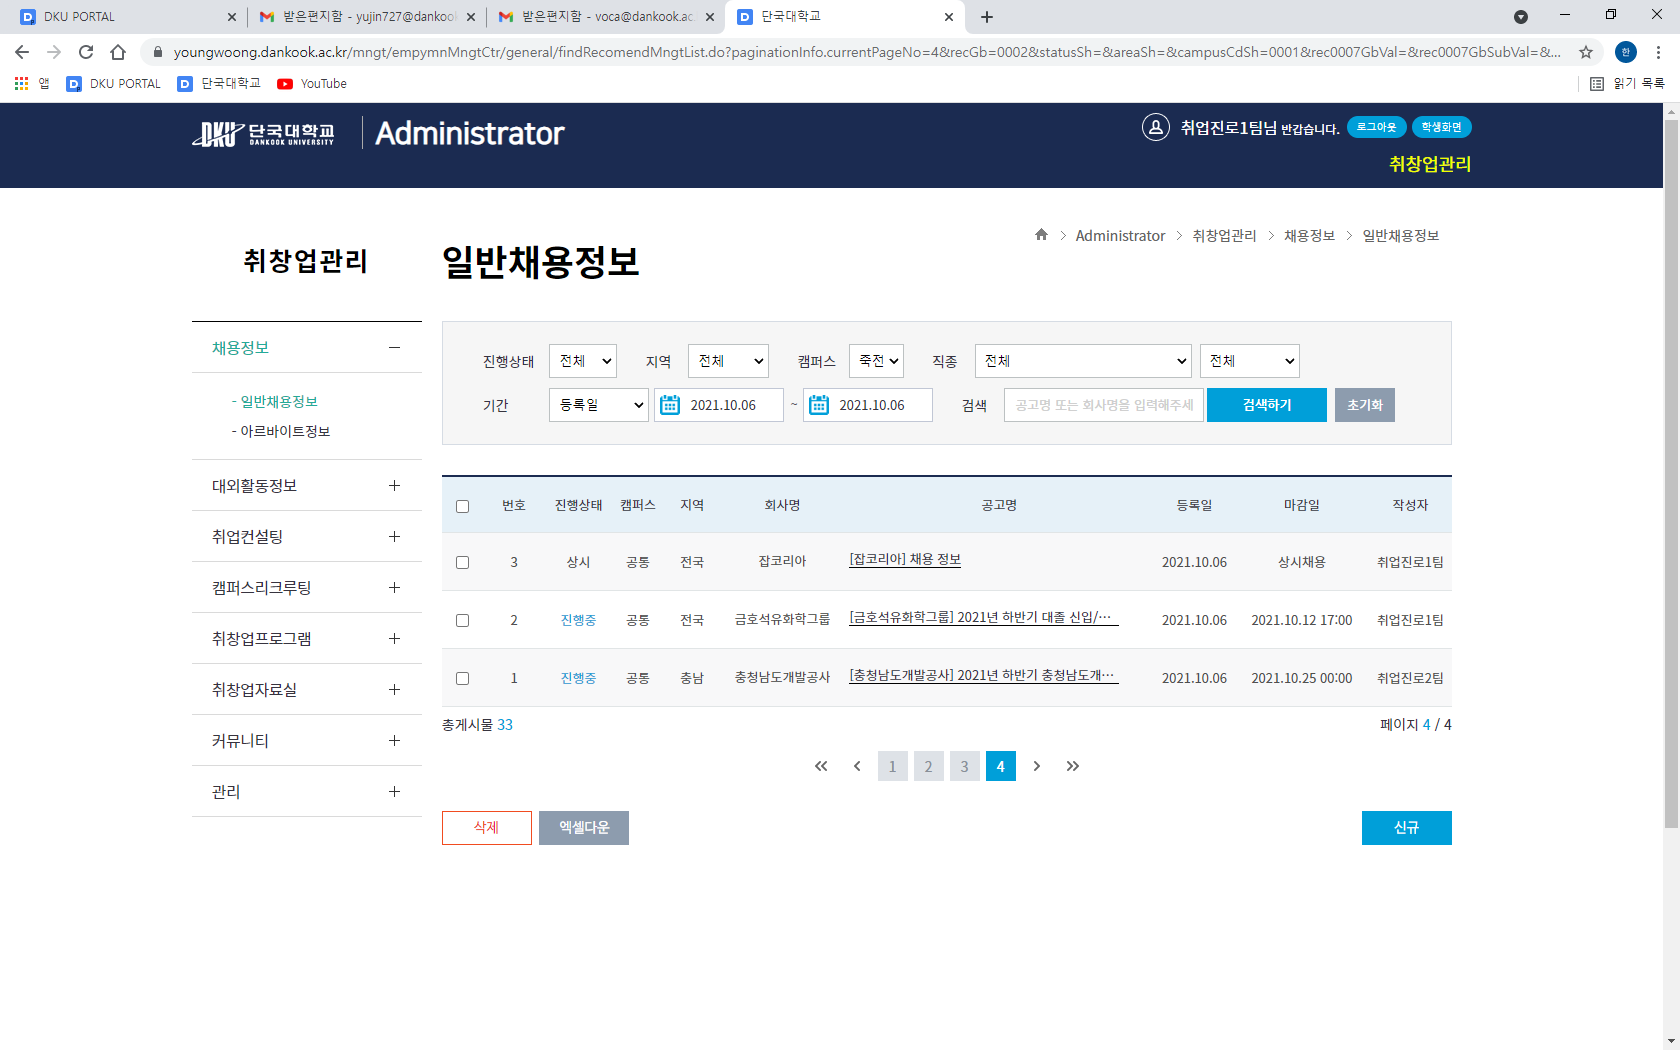 DKU PORTAL
받은편지함 - yujin727@dankook
받은편지함 - voca@dankook.ac.
단국대학교
youngwoong.dankook.ac.kr/mngt/empymnMngtCtr/general/findRecomendMngtList.do?paginationInfo.currentPageNo=4&recGb=0002&statusSh=&areaSh=&campusCdSh=0001&rec0007GbVal=&rec0007GbSubVal=&...
한
앱 DKU PORTAL 단국대학교 YouTube 읽기 목록
DKU 단국대학교 DANKOOK UNIVERSITY Administrator
취업진로1팀님 반갑습니다. 로그아웃 학생화면
취창업관리
Administrator 취창업관리 채용정보 일반채용정보
취창업관리
일반채용정보
채용정보
- 일반채용정보
- 아르바이트정보
대외활동정보
취업컨설팅
캠퍼스리크루팅
취창업프로그램
취창업자료실
커뮤니티
관리
진행상태 전체 지역 전체 캠퍼스 죽전 직종 전체 전체
기간 등록일 2021.10.06 ~ 2021.10.06 검색 공고명 또는 회사명을 입력해주세 검색하기 초기화
번호 진행상태 캠퍼스 지역 회사명 공고명 등록일 마감일 작성자
3 상시 공통 전국 잡코리아 [잡코리아] 채용 정보 2021.10.06 상시채용 취업진로1팀
2 진행중 공통 전국 금호석유화학그룹 [금호석유화학그룹] 2021년 하반기 대졸 신입/… 2021.10.06 2021.10.12 17:00 취업진로1팀
1 진행중 공통 충남 충청남도개발공사 [충청남도개발공사] 2021년 하반기 충청남도개… 2021.10.06 2021.10.25 00:00 취업진로2팀
총게시물 33 페이지 4 / 4
1 2 3 4
삭제 엑셀다운 신규